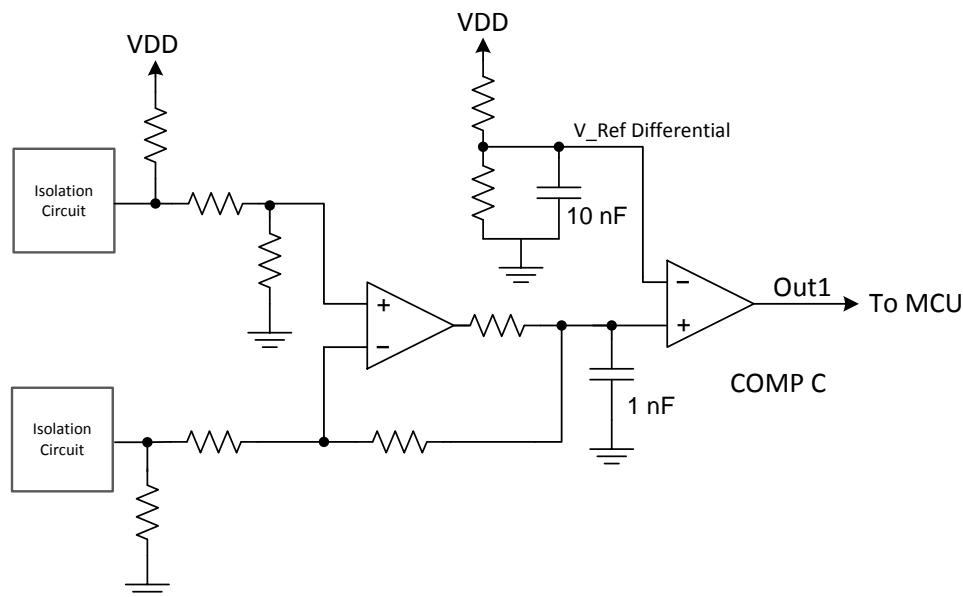 VDD
VDD
V_Ref Differential
Isolation
Circuit
10 nF
+
−
−
+
Out1
To MCU
COMP C
1 nF
Isolation
Circuit